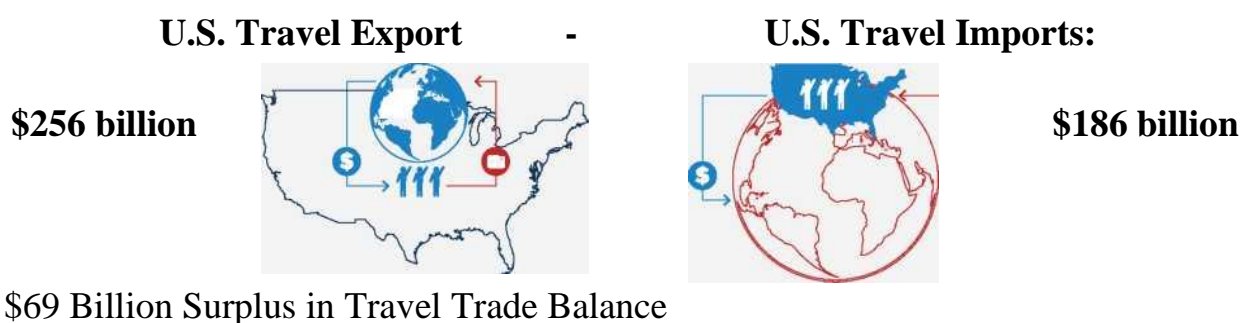 U.S. Travel Export - U.S. Travel Imports:
$256 billion $186 billion
$ $
$69 Billion Surplus in Travel Trade Balance